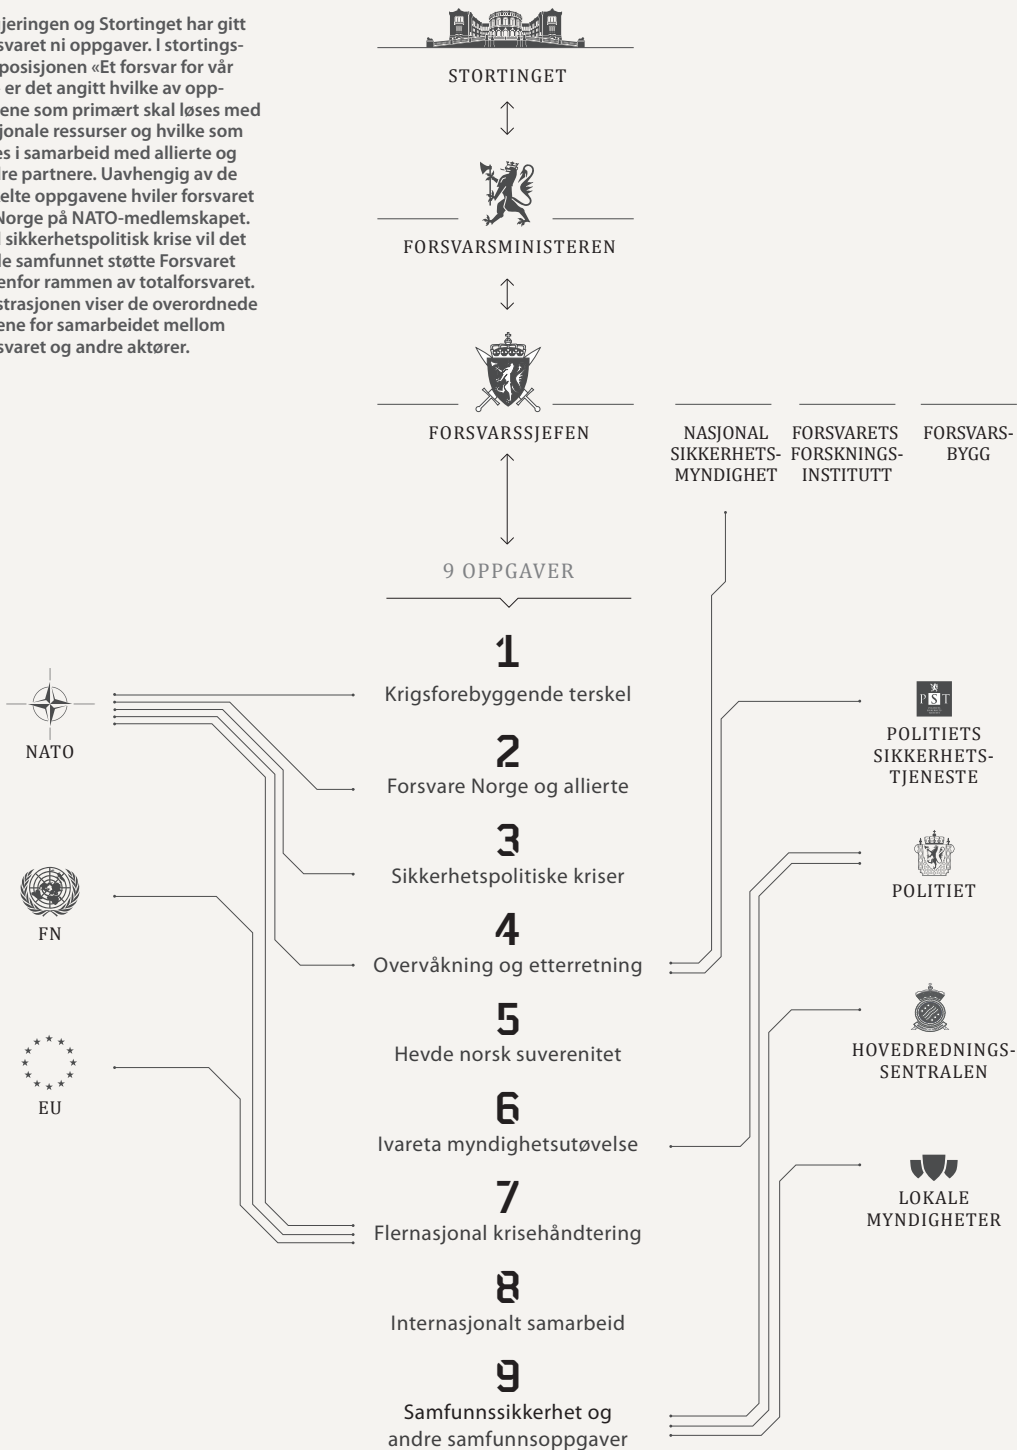 jeringen og Stortinget har gitt
svaret ni oppgaver. I stortings-
posisjonen «Et forsvar for vår
er det angitt hvilke av opp-
ene som primært skal løses med
jonale ressurser og hvilke som
es i samarbeid med allierte og
re partnere. Uavhengig av de
elte oppgavene hviler forsvaret
Norge på NATO-medlemskapet.
l sikkerhetspolitisk krise vil det
le samfunnet støtte Forsvaret
enfor rammen av totalforsvaret.
strasjonen viser de overordnede
ene for samarbeidet mellom
svaret og andre aktører.
STORTINGET
FORSVARSMINISTEREN
FORSVARSSJEFEN
NASJONAL
SIKKERHETS-
MYNDIGHET
FORSVARETS
FORSKNINGS-
INSTITUTT
FORSVARS-
BYGG
9 OPPGAVER
1
Krigsforebyggende terskel
2
Forsvare Norge og allierte
3
Sikkerhetspolitiske kriser
4
Overvåkning og etterretning
5
Hevde norsk suverenitet
6
Ivareta myndighetsutøvelse
7
Flernasjonal krisehåndtering
8
Internasjonalt samarbeid
9
Samfunnssikkerhet og
andre samfunnsoppgaver
NATO
FN
EU
PST
POLITIETS
SIKKERHETS-
TJENESTE
POLITIET
HOVEDREDNINGS-
SENTRALEN
LOKALE
MYNDIGHETER